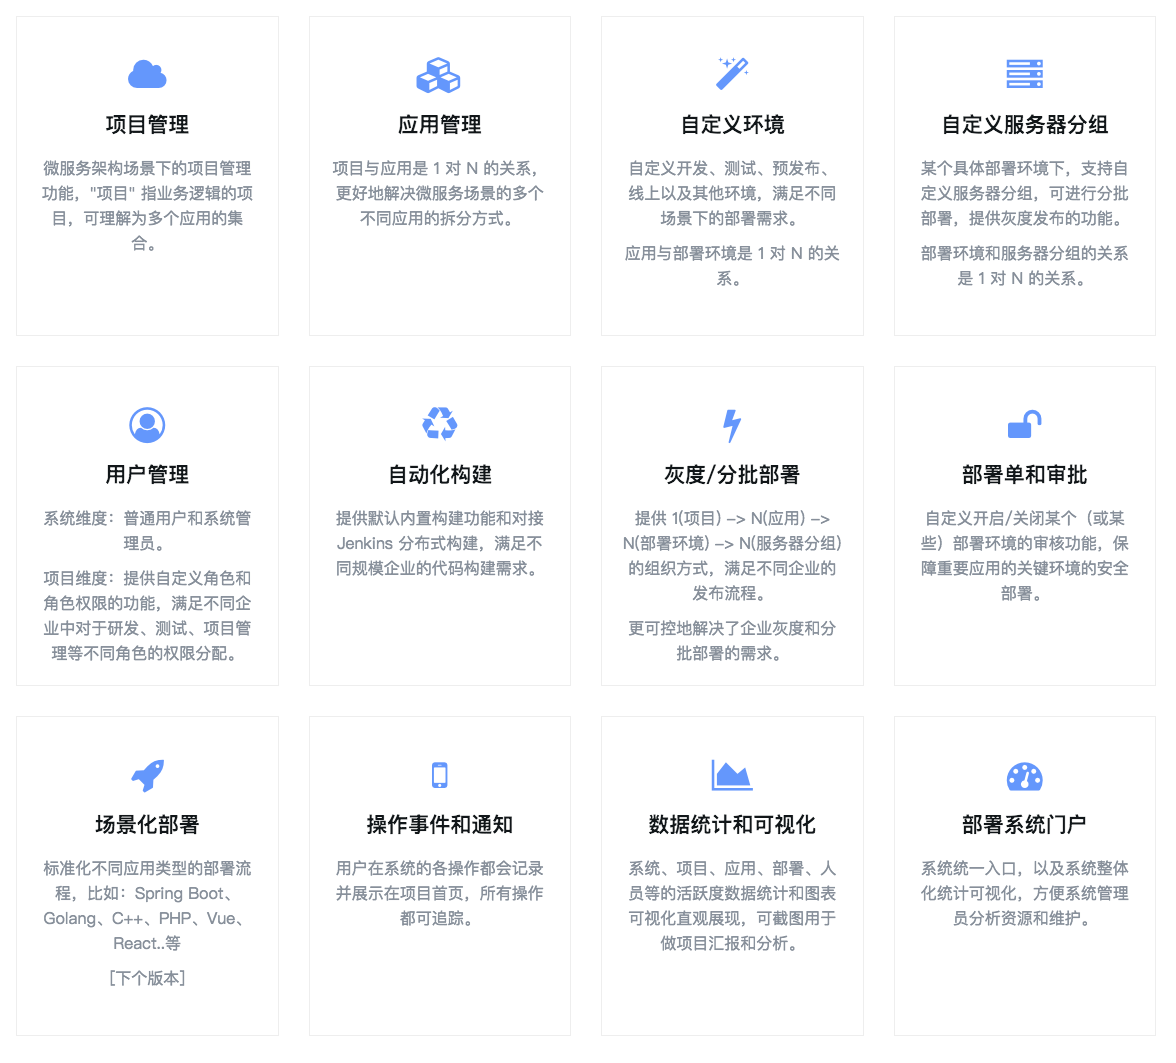 项目管理
微服务架构场景下的项目管理
功能，"项目" 指业务逻辑的项
目，可理解为多个应用的集
合。
应用管理
项目与应用是 1 对 N 的关系，
更好地解决微服务场景的多个
不同应用的拆分方式。
自定义环境
自定义开发、测试、预发布、
线上以及其他环境，满足不同
场景下的部署需求。
应用与部署环境是 1 对 N 的关
系。
自定义服务器分组
某个具体部署环境下，支持自
定义服务器分组，可进行分批
部署，提供灰度发布的功能。
部署环境和服务器分组的关系
是 1 对 N 的关系。
用户管理
系统维度：普通用户和系统管
理员。
项目维度：提供自定义角色和
角色权限的功能，满足不同企
业中对于研发、测试、项目管
理等不同角色的权限分配。
自动化构建
提供默认内置构建功能和对接
Jenkins 分布式构建，满足不
同规模企业的代码构建需求。
灰度/分批部署
提供 1(项目) –> N(应用) –>
N(部署环境) –> N(服务器分组)
的组织方式，满足不同企业的
发布流程。
更可控地解决了企业灰度和分
批部署的需求。
部署单和审批
自定义开启/关闭某个（或某
些）部署环境的审核功能，保
障重要应用的关键环境的安全
部署。
场景化部署
标准化不同应用类型的部署流
程，比如：Spring Boot、
Golang、C++、PHP、Vue、
React..等
[下个版本]
操作事件和通知
用户在系统的各操作都会记录
并展示在项目首页，所有操作
都可追踪。
数据统计和可视化
系统、项目、应用、部署、人
员等的活跃度数据统计和图表
可视化直观展现，可截图用于
做项目汇报和分析。
部署系统门户
系统统一入口，以及系统整体
化统计可视化，方便系统管理
员分析资源和维护。